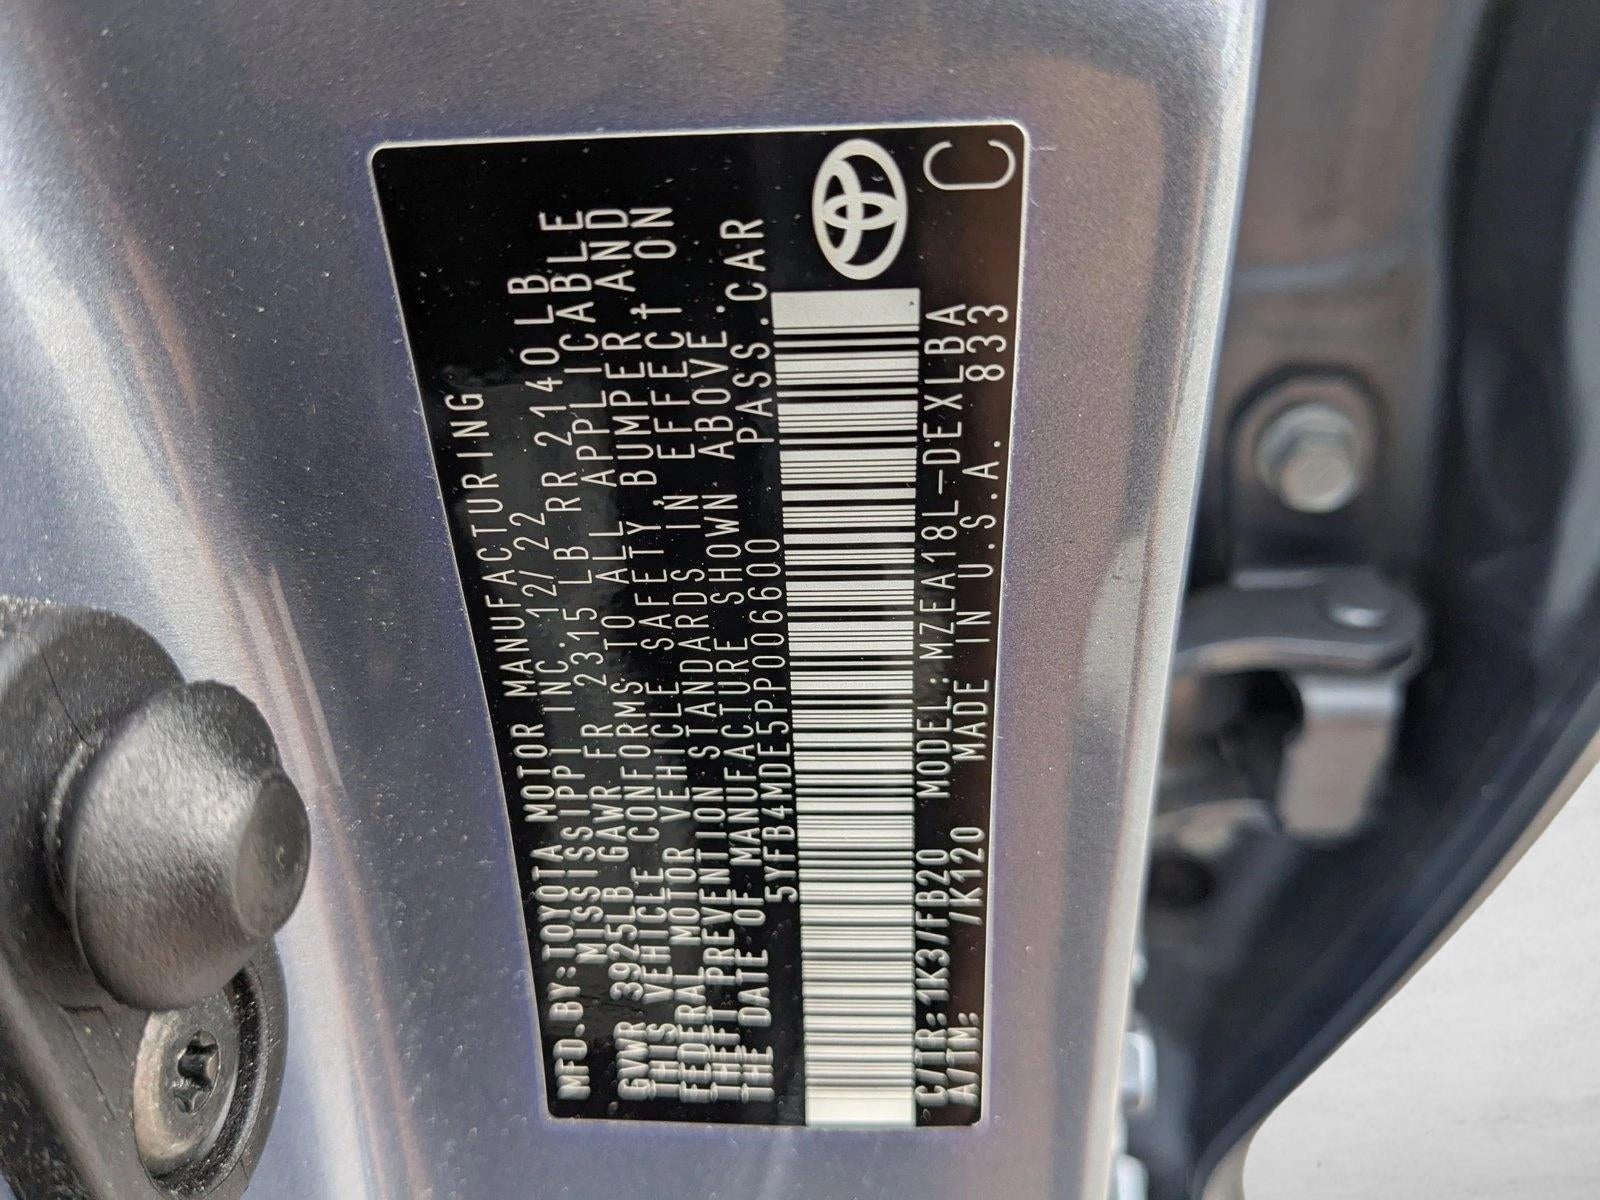 MFD.BY:TOYOTA MOTOR MANUFACTURING
MISSISSIPPI INC. 12/22
GVWR 3925LB GAWR FR 2315LB RR 2140LB
THIS VEHICLE CONFORMS TO ALL APPLICABLE
FEDERAL MOTOR VEHICLE SAFETY, BUMPER, AND
THEFT PREVENTION STANDARDS IN EFFECT ON
THE DATE OF MANUFACTURE SHOWN ABOVE.
5YFB4MDE5PP066600 PASS.CAR
C/TR:1K3/FB20 MODEL:MZEA18L-DEXLBA
A/TM: /K120 MADE IN U.S.A. 833
C